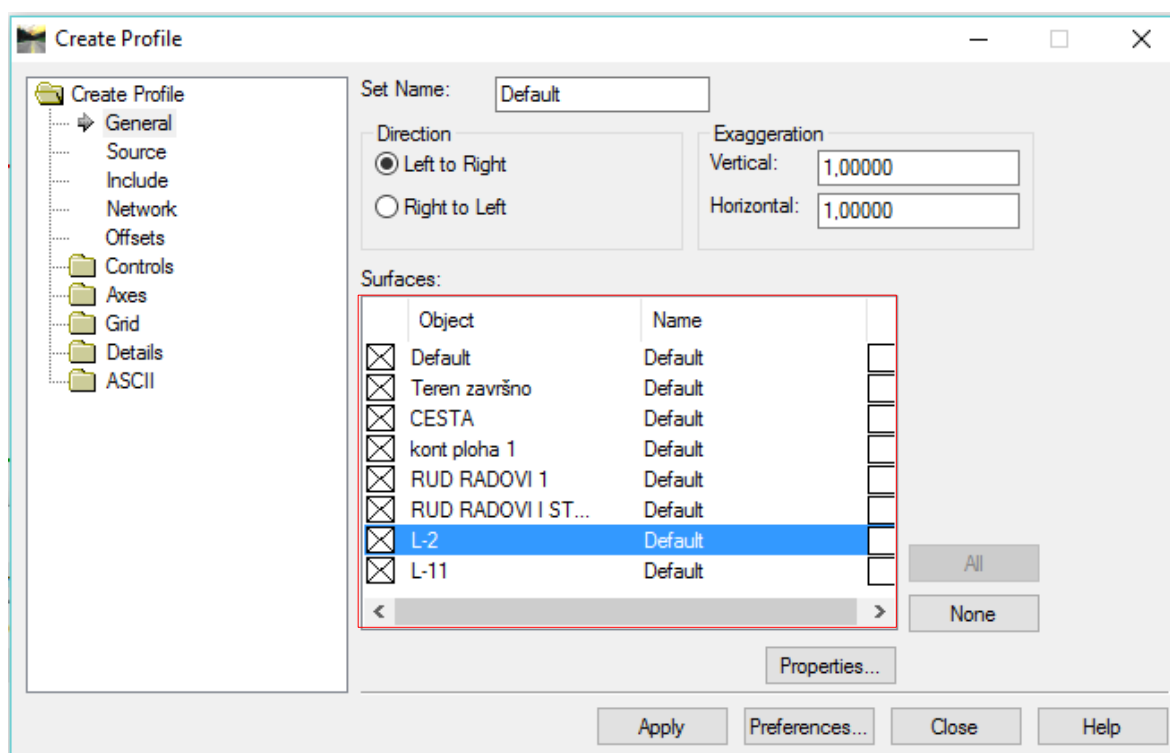 Create Profile
Create Profile
General
Source
Include
Network
Offsets
Controls
Axes
Grid
Details
ASCII
Set Name: Default
Direction
Left to Right
Right to Left
Exaggeration
Vertical: 1,00000
Horizontal: 1,00000
Surfaces:
Object Name
Default Default
Teren završno Default
CESTA Default
kont ploha 1 Default
RUD RADOVI 1 Default
RUD RADOVI I ST... Default
L-2 Default
L-11 Default
All
None
Properties...
Apply Preferences... Close Help